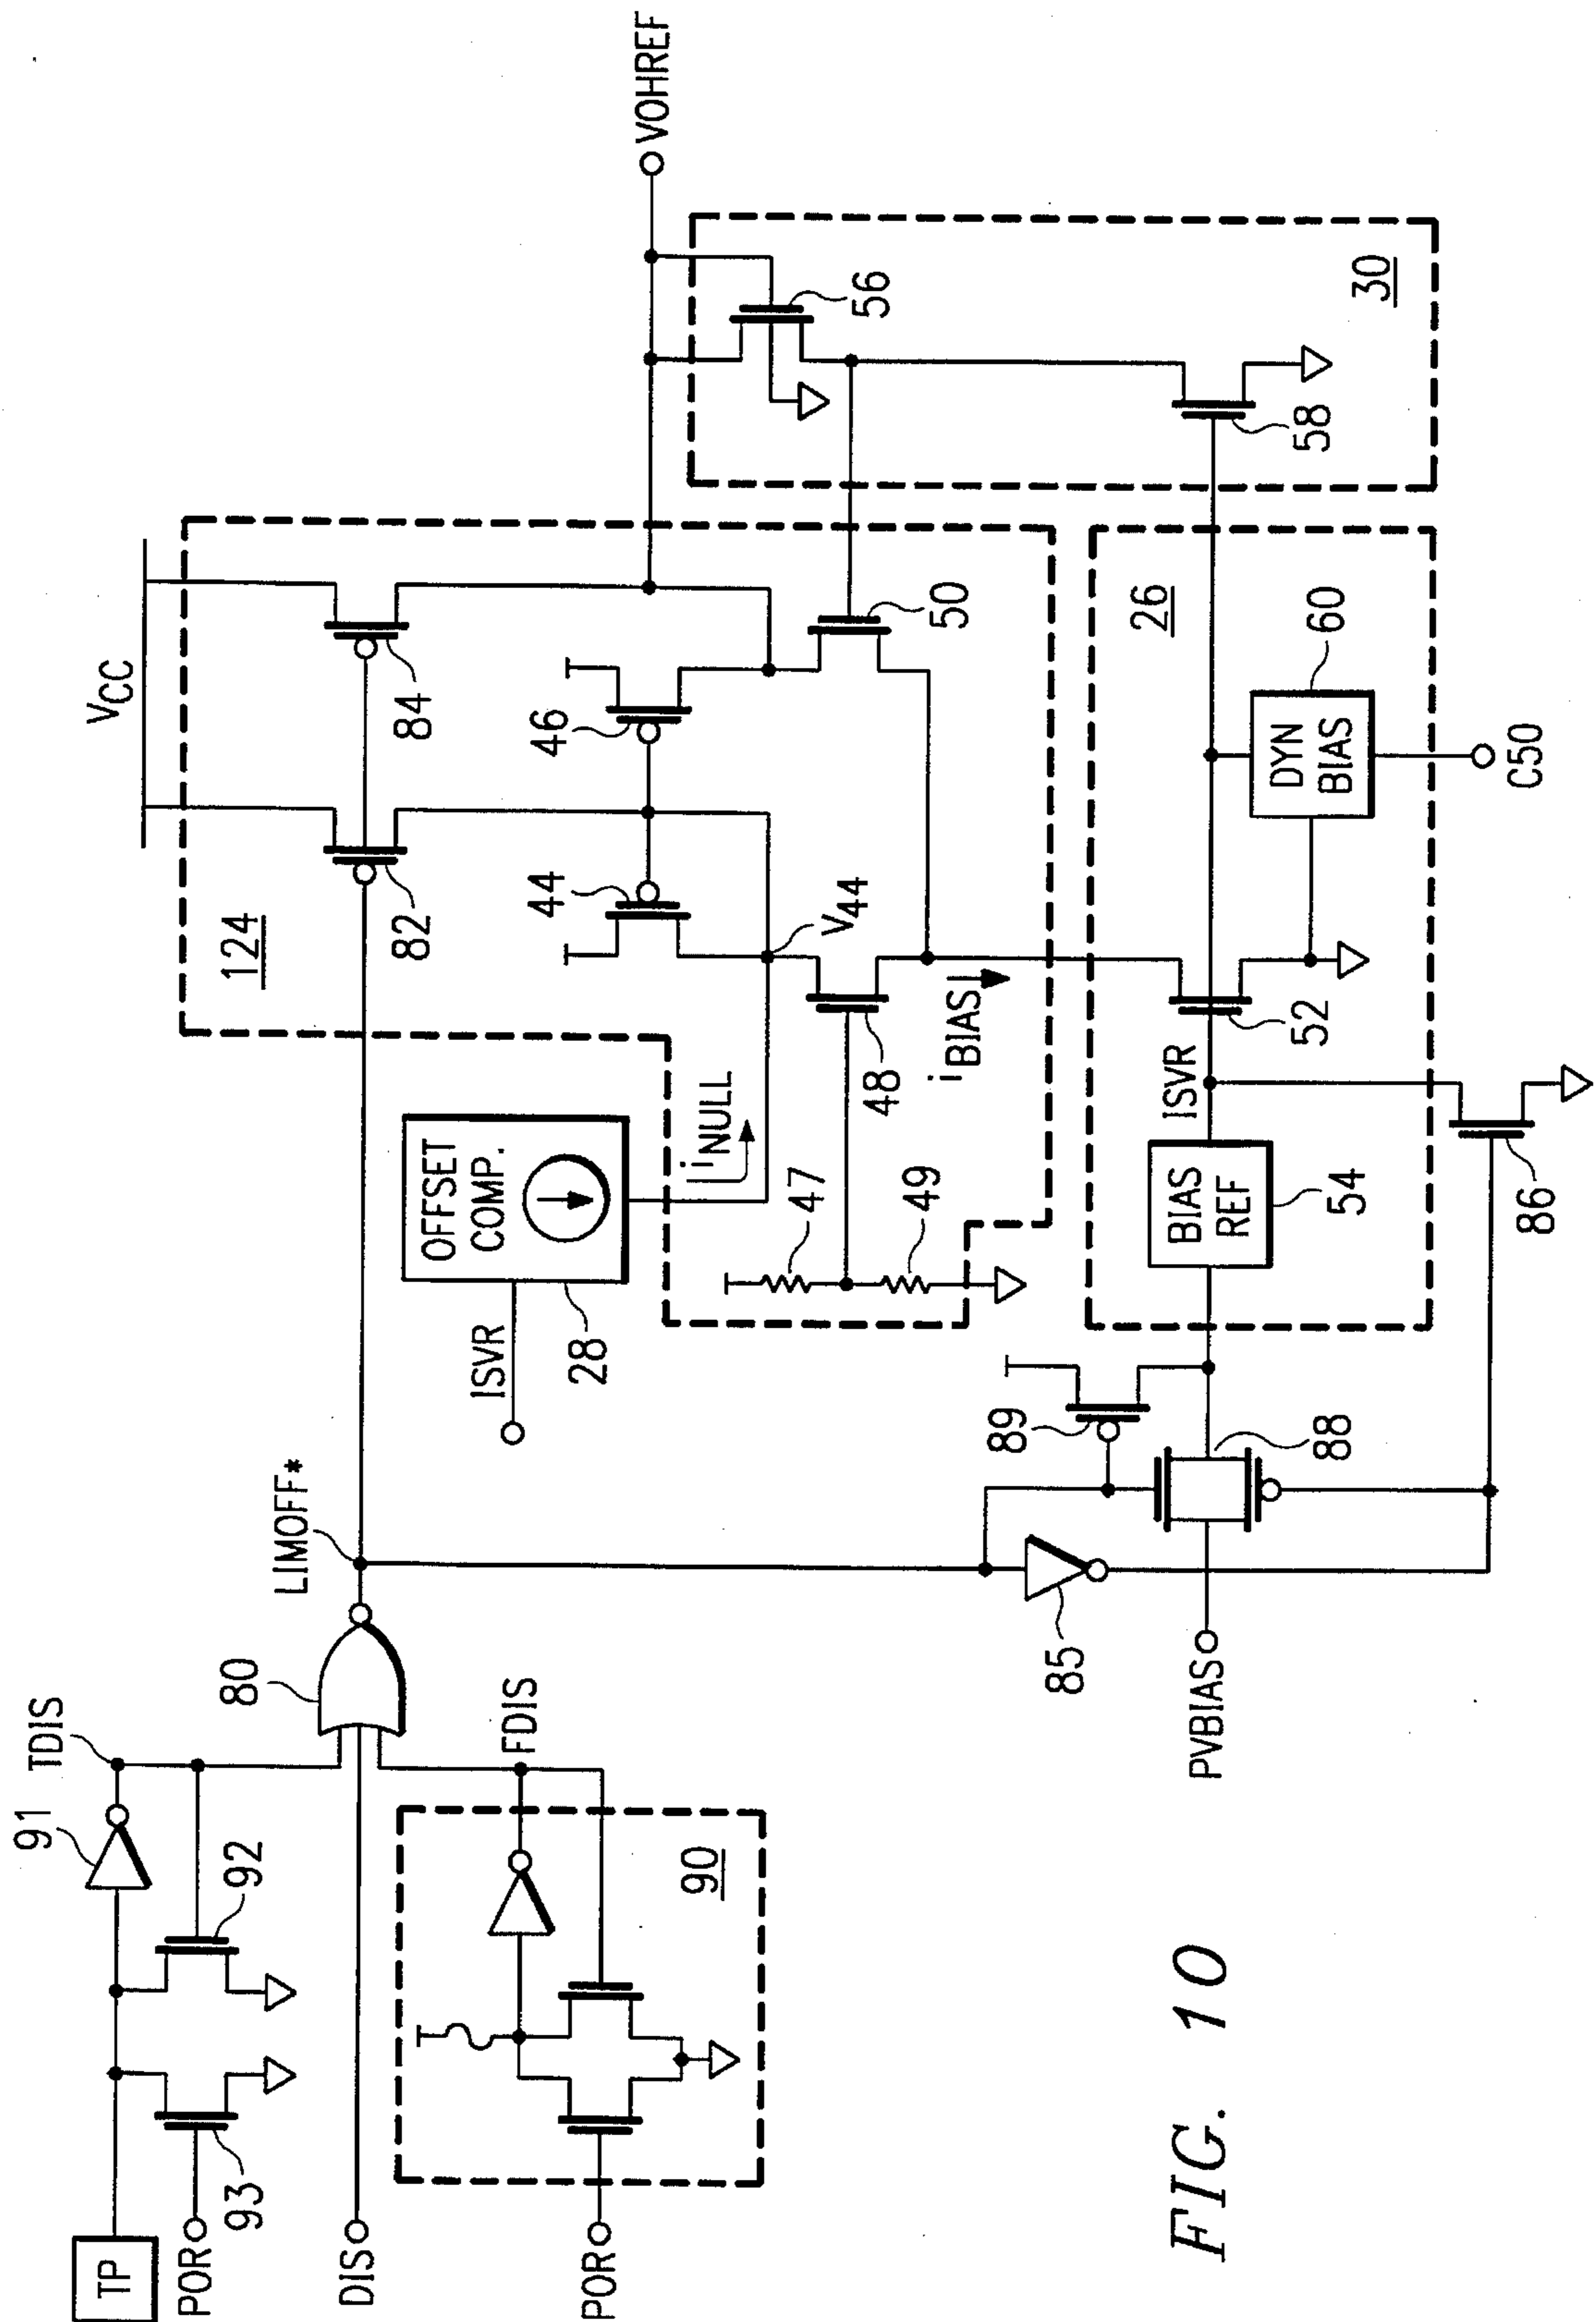 VCC
VOHREF
124
82
84
44
46
V44
48
50
56
30
58
LIMOFF*
OFFSET
COMP.
iNULL
ISVR
28
47
49
iBIAS
26
ISVR
52
DYN
BIAS
60
C50
BIAS
REF
54
86
89
88
85
PVBIAS
TDIS
91
92
93
TP
POR
80
DIS
FDIS
90
POR
FIG. 10